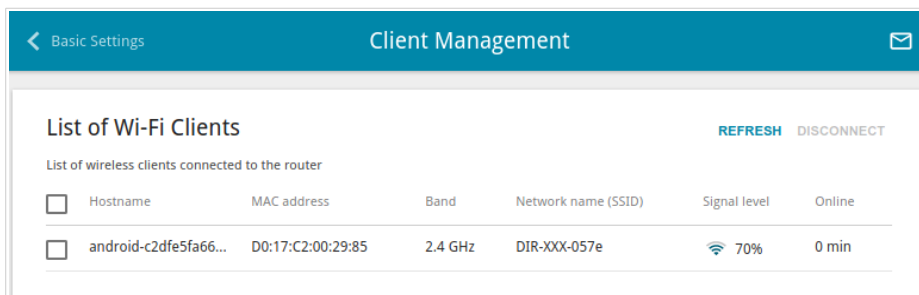 Basic Settings
Client Management
List of Wi-Fi Clients
REFRESH DISCONNECT
List of wireless clients connected to the router
Hostname MAC address Band Network name (SSID) Signal level Online
android-c2dfe5fa66... D0:17:C2:00:29:85 2.4 GHz DIR-XXX-057e 70% 0 min